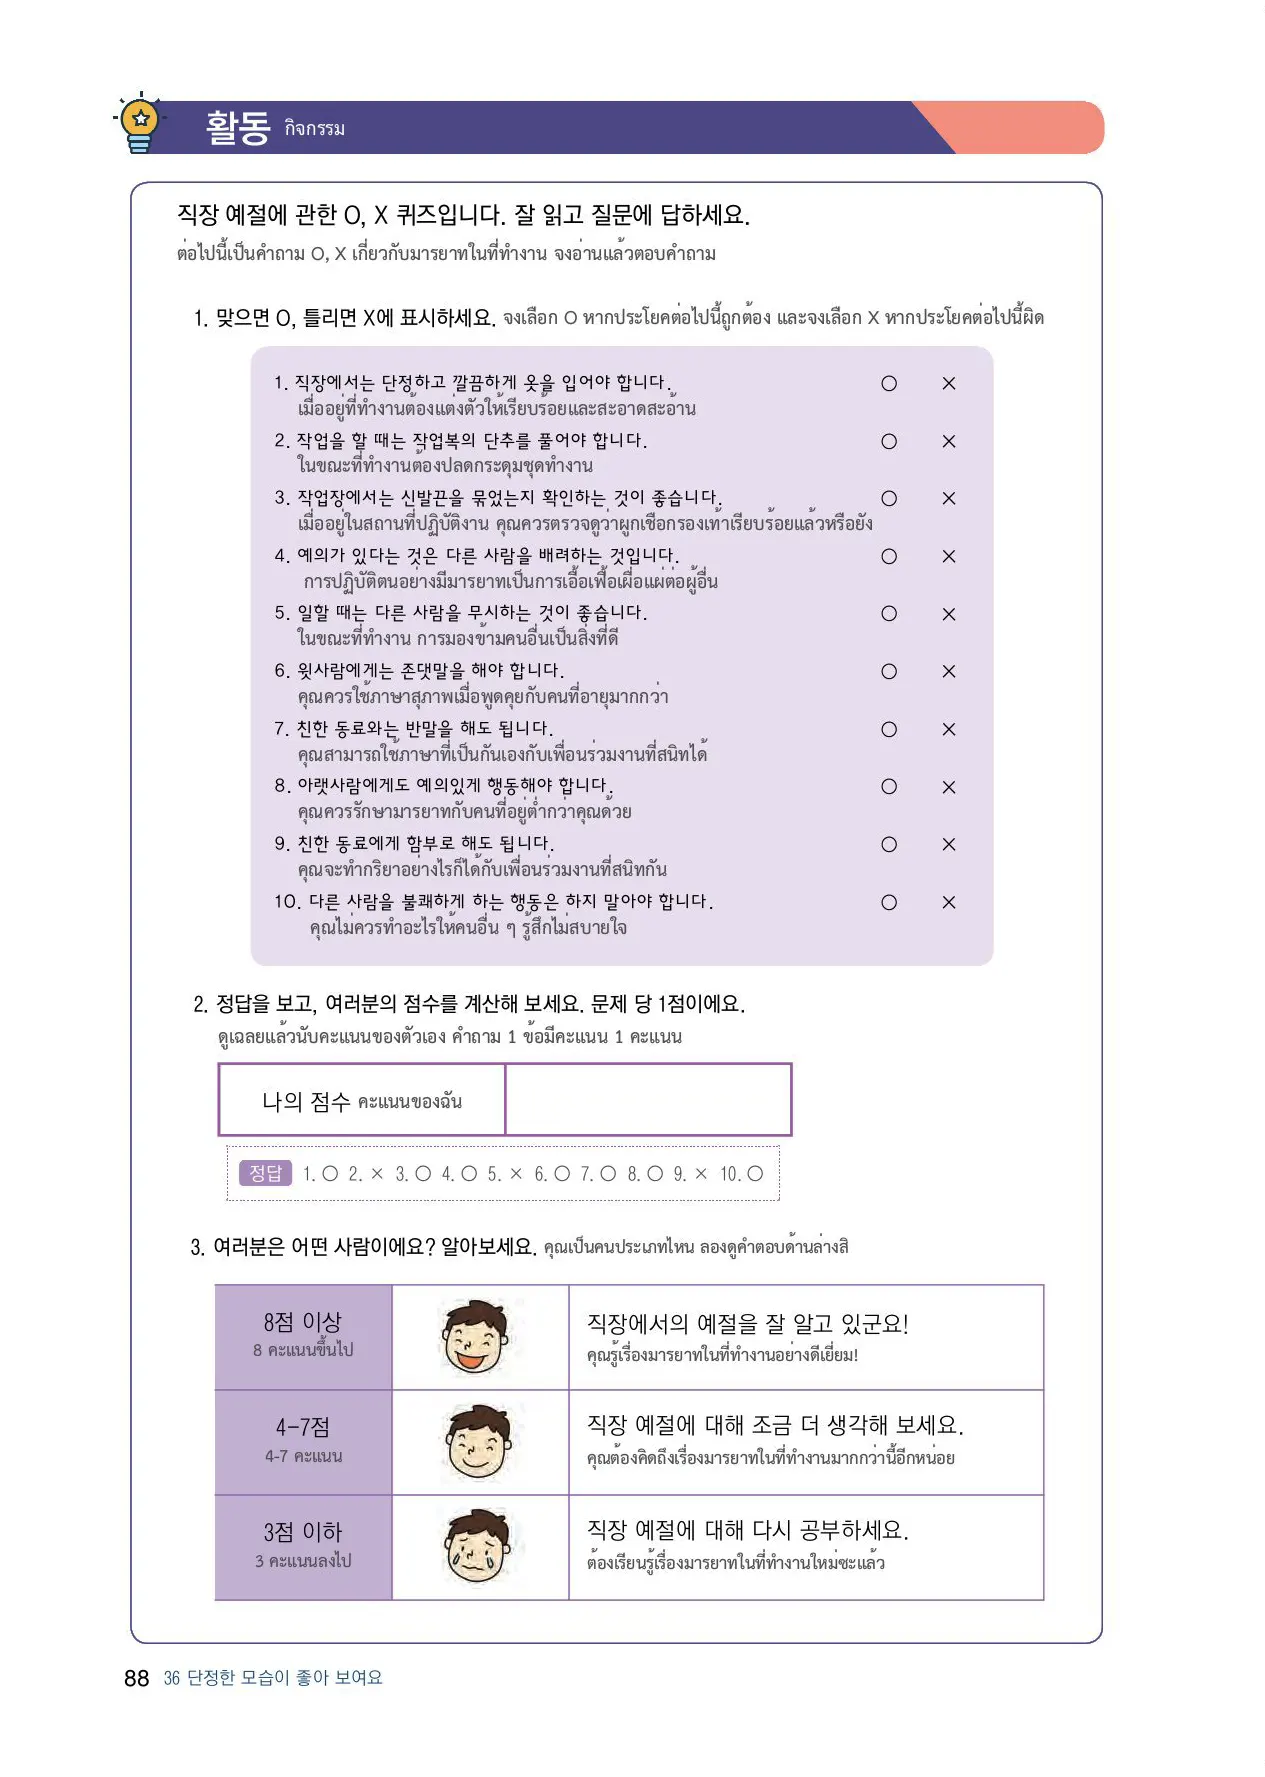 활동 กิจกรรม
직장 예절에 관한 O, X 퀴즈입니다. 잘 읽고 질문에 답하세요.
ต่อไปนี้เป็นคำถาม O, X เกี่ยวกับมารยาทในที่ทำงาน จงอ่านแล้วตอบคำถาม
1. 맞으면 O, 틀리면 X에 표시하세요. จงเลือก O หากประโยคต่อไปนี้ถูกต้อง และจงเลือก X หากประโยคต่อไปนี้ผิด
1. 직장에서는 단정하고 깔끔하게 옷을 입어야 합니다. ○ ×
เมื่ออยู่ที่ทำงานต้องแต่งตัวให้เรียบร้อยและสะอาดสะอ้าน
2. 작업을 할 때는 작업복의 단추를 풀어야 합니다. ○ ×
ในขณะที่ทำงานต้องปลดกระดุมชุดทำงาน
3. 작업장에서는 신발끈을 묶었는지 확인하는 것이 좋습니다. ○ ×
เมื่ออยู่ในสถานที่ปฏิบัติงาน คุณควรตรวจดูว่าผูกเชือกรองเท้าเรียบร้อยแล้วหรือยัง
4. 예의가 있다는 것은 다른 사람을 배려하는 것입니다. ○ ×
การปฏิบัติตนอย่างมีมารยาทเป็นการเอื้อเฟื้อเผื่อแผ่ต่อผู้อื่น
5. 일할 때는 다른 사람을 무시하는 것이 좋습니다. ○ ×
ในขณะที่ทำงาน การมองข้ามคนอื่นเป็นสิ่งที่ดี
6. 윗사람에게는 존댓말을 해야 합니다. ○ ×
คุณควรใช้ภาษาสุภาพเมื่อพูดคุยกับคนที่อายุมากกว่า
7. 친한 동료와는 반말을 해도 됩니다. ○ ×
คุณสามารถใช้ภาษาที่เป็นกันเองกับเพื่อนร่วมงานที่สนิทได้
8. 아랫사람에게도 예의있게 행동해야 합니다. ○ ×
คุณควรรักษามารยาทกับคนที่อยู่ต่ำกว่าคุณด้วย
9. 친한 동료에게 함부로 해도 됩니다. ○ ×
คุณจะทำกริยาอย่างไรก็ได้กับเพื่อนร่วมงานที่สนิทกัน
10. 다른 사람을 불쾌하게 하는 행동은 하지 말아야 합니다. ○ ×
คุณไม่ควรทำอะไรให้คนอื่น ๆ รู้สึกไม่สบายใจ
2. 정답을 보고, 여러분의 점수를 계산해 보세요. 문제 당 1점이에요.
ดูเฉลยแล้วนับคะแนนของตัวเอง คำถาม 1 ข้อมีคะแนน 1 คะแนน
나의 점수 คะแนนของฉัน
정답 1. ○ 2. × 3. ○ 4. ○ 5. × 6. ○ 7. ○ 8. ○ 9. × 10. ○
3. 여러분은 어떤 사람이에요? 알아보세요. คุณเป็นคนประเภทไหน ลองดูคำตอบด้านล่างสิ
8점 이상
8 คะแนนขึ้นไป
직장에서의 예절을 잘 알고 있군요!
คุณรู้เรื่องมารยาทในที่ทำงานอย่างดีเยี่ยม!
4–7점
4-7 คะแนน
직장 예절에 대해 조금 더 생각해 보세요.
คุณต้องคิดถึงเรื่องมารยาทในที่ทำงานมากกว่านี้อีกหน่อย
3점 이하
3 คะแนนลงไป
직장 예절에 대해 다시 공부하세요.
ต้องเรียนรู้เรื่องมารยาทในที่ทำงานใหม่ซะแล้ว
88 36 단정한 모습이 좋아 보여요